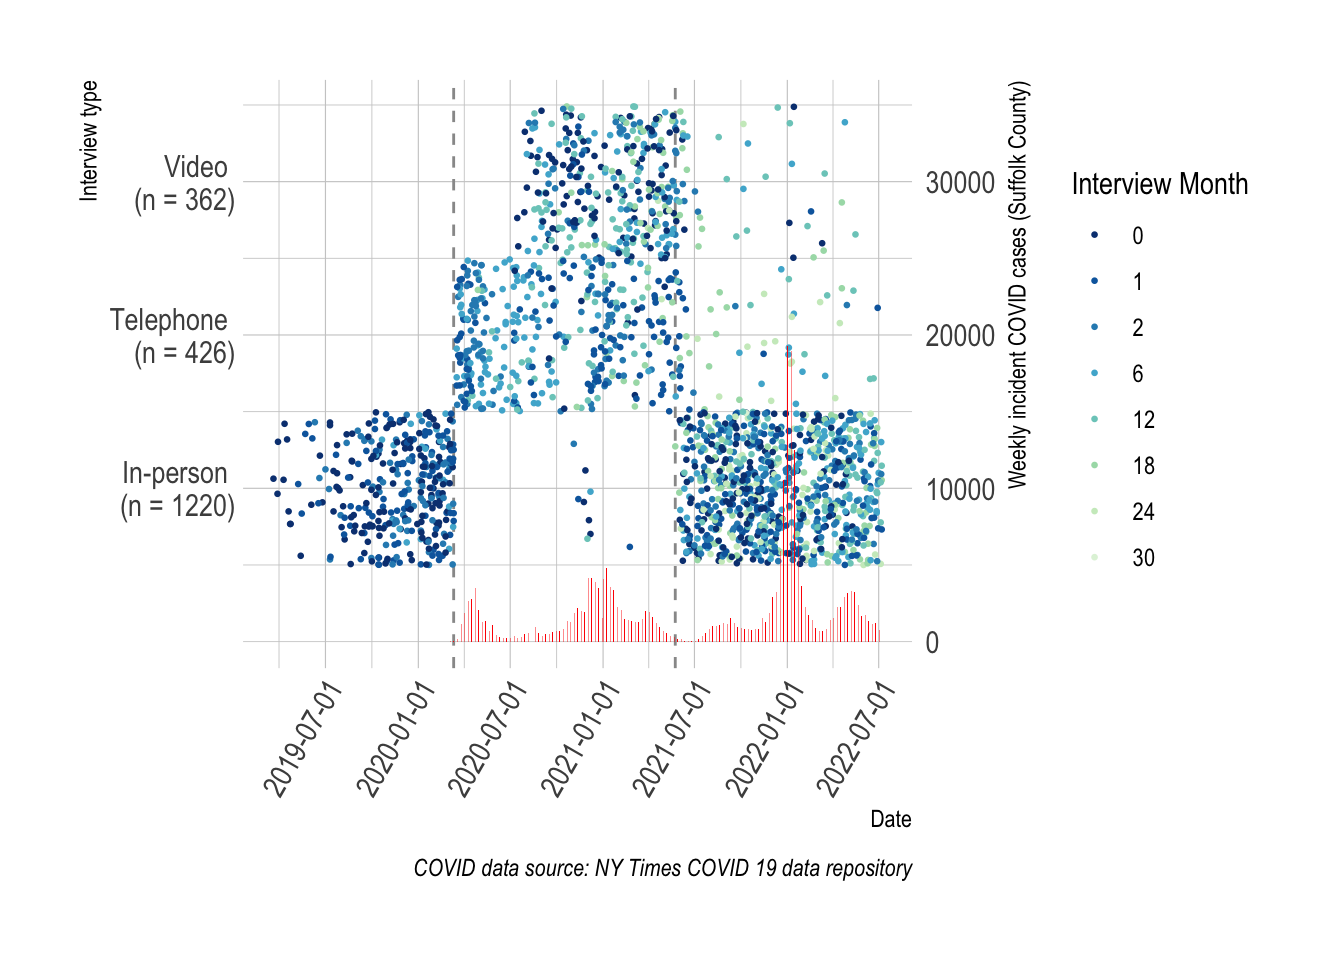 Interview type
Video
(n = 362)
Telephone
(n = 426)
In-person
(n = 1220)
30000
20000
10000
0
Weekly incident COVID cases (Suffolk County)
2019-07-01
2020-01-01
2020-07-01
2021-01-01
2021-07-01
2022-01-01
2022-07-01
Date
COVID data source: NY Times COVID 19 data repository
Interview Month
0
1
2
6
12
18
24
30